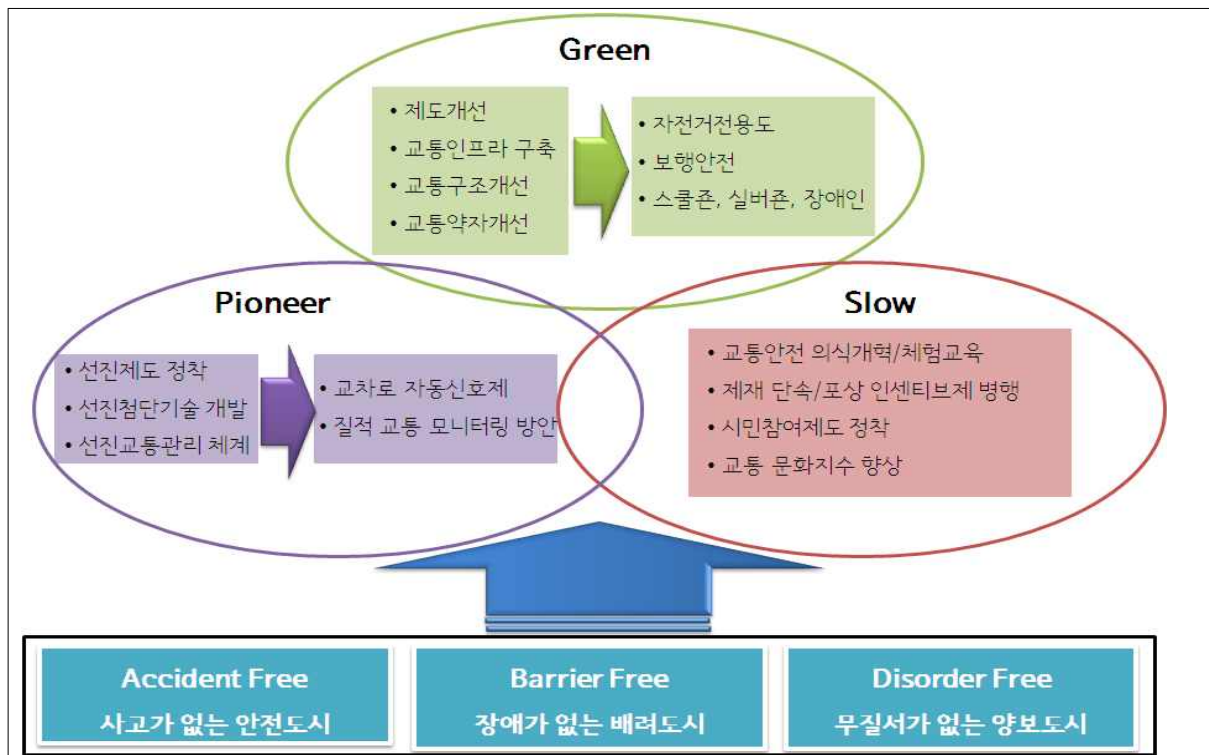 Green
• 제도개선
• 교통인프라 구축
• 교통구조개선
• 교통약자개선
• 자전거전용도
• 보행안전
• 스쿨죤, 실버죤, 장애인
Pioneer
• 선진제도 정착
• 선진첨단기술 개발
• 선진교통관리 체계
• 교차로 자동신호제
• 질적 교통 모니터링 방안
Slow
• 교통안전 의식개혁/체험교육
• 제재 단속/포상 인센티브제 병행
• 시민참여제도 정착
• 교통 문화지수 향상
Accident Free
사고가 없는 안전도시
Barrier Free
장애가 없는 배려도시
Disorder Free
무질서가 없는 양보도시